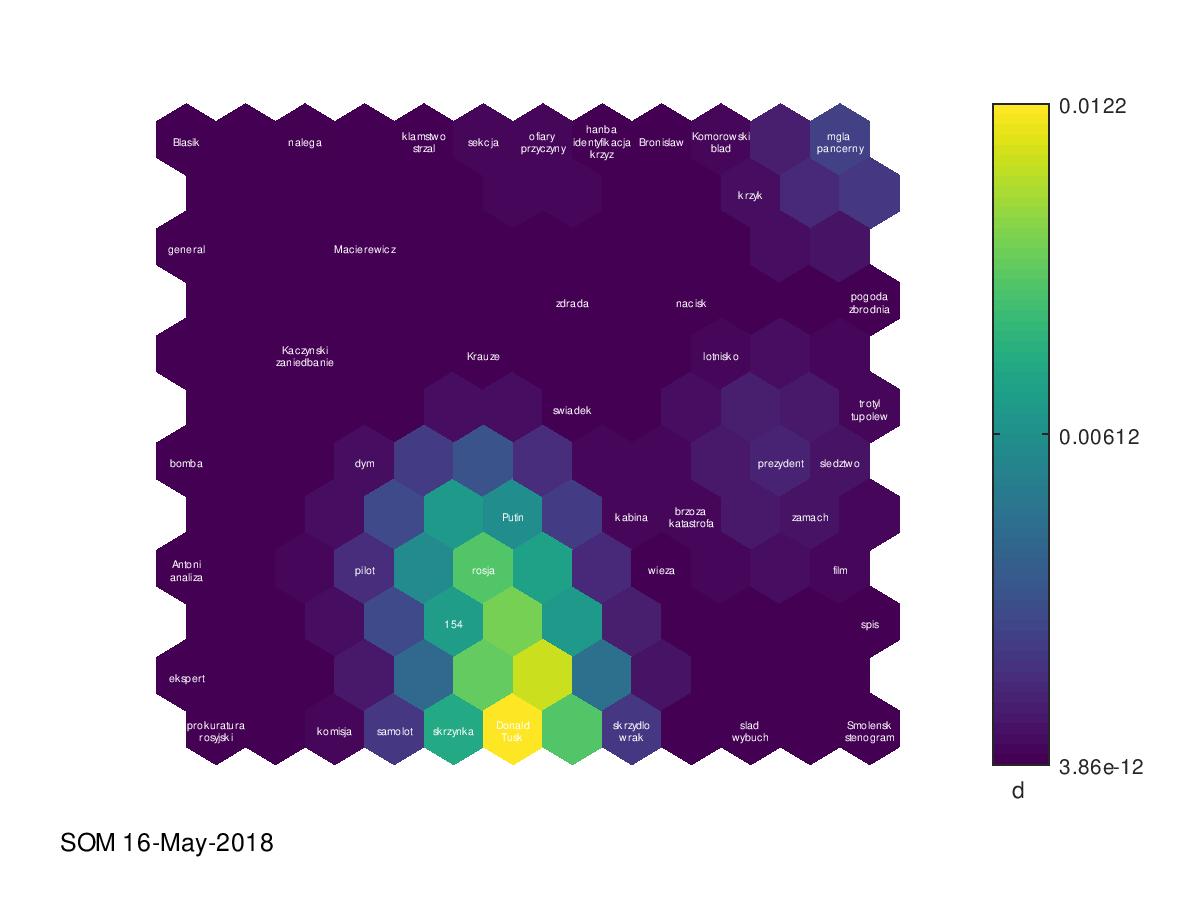 0.0122
Blasik
nalega
klamstwo
strzal
sekcja
ofiary
przyczyny
hanba
identyfikacja
krzyz
Bronislaw
Komorowski
blad
mgla
pancerny
krzyk
general
Macierewicz
zdrada
nacisk
pogoda
zbrodnia
Kaczynski
zaniedbanie
Krauze
lotnisko
swiadek
trotyl
tupolew
0.00612
bomba
dym
prezydent
sledztwo
Putin
kabina
brzoza
katastrofa
zamach
Antoni
analiza
pilot
rosja
wieza
film
154
spis
ekspert
prokuratura
rosyjski
komisja
samolot
skrzynka
Donald
Tusk
skrzydlo
wrak
slad
wybuch
Smolensk
stenogram
3.86e-12
d
SOM 16-May-2018